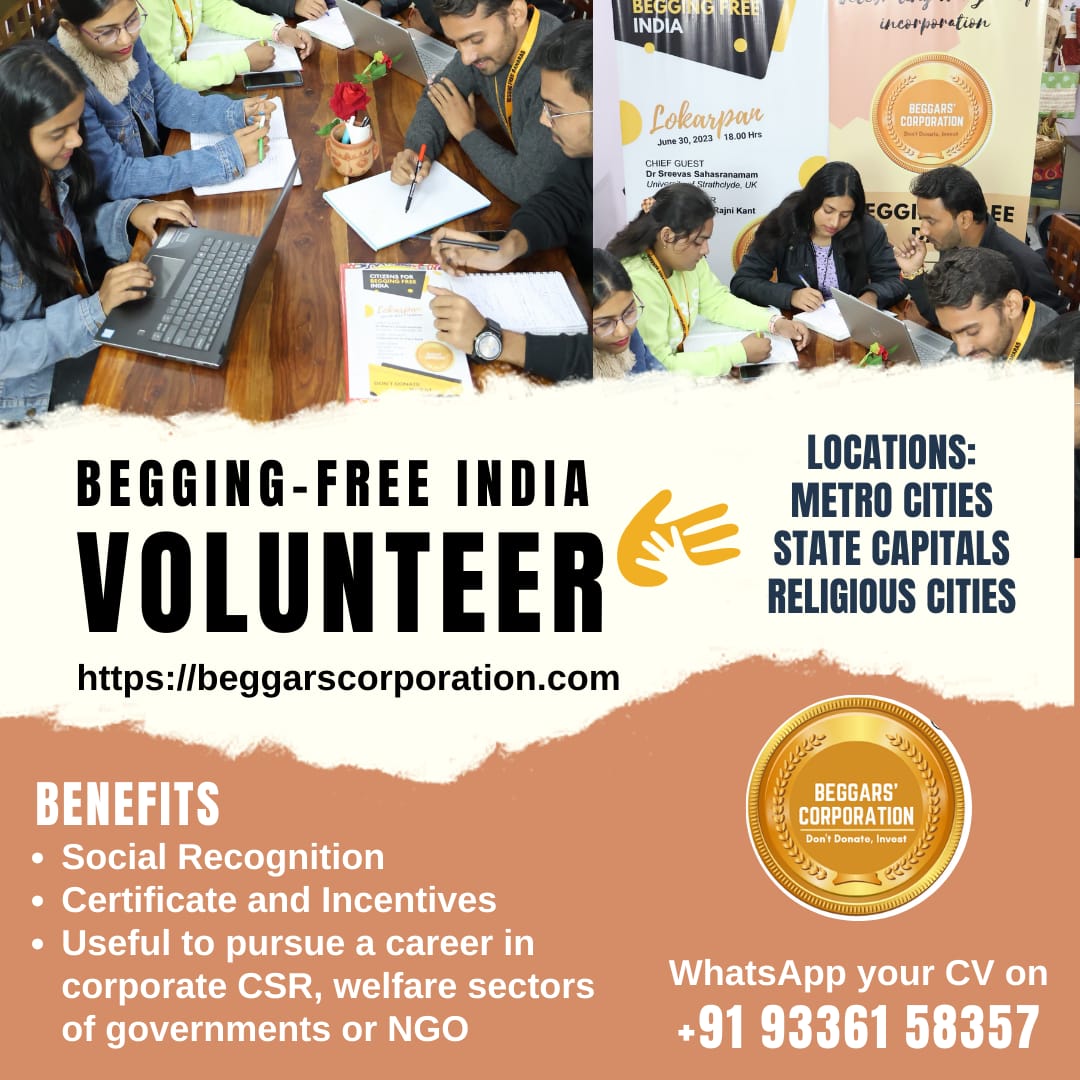 BEGGING FREE
INDIA
incorporation
BEGGARS'
CORPORATION
Don't Donate, Invest
Lokarpan
June 30, 2023 18.00 Hrs
CHIEF GUEST
Dr Sreevas Sahasranamam
University of Strathclyde, UK
Rajni Kant
CITIZENS FOR
BEGGING FREE
INDIA
Lokarpan
DON'T DONATE
BEGGING-FREE INDIA
VOLUNTEER
https://beggarscorporation.com
LOCATIONS:
METRO CITIES
STATE CAPITALS
RELIGIOUS CITIES
BENEFITS
• Social Recognition
• Certificate and Incentives
• Useful to pursue a career in
corporate CSR, welfare sectors
of governments or NGO
BEGGARS'
CORPORATION
Don't Donate, Invest
WhatsApp your CV on
+91 93361 58357